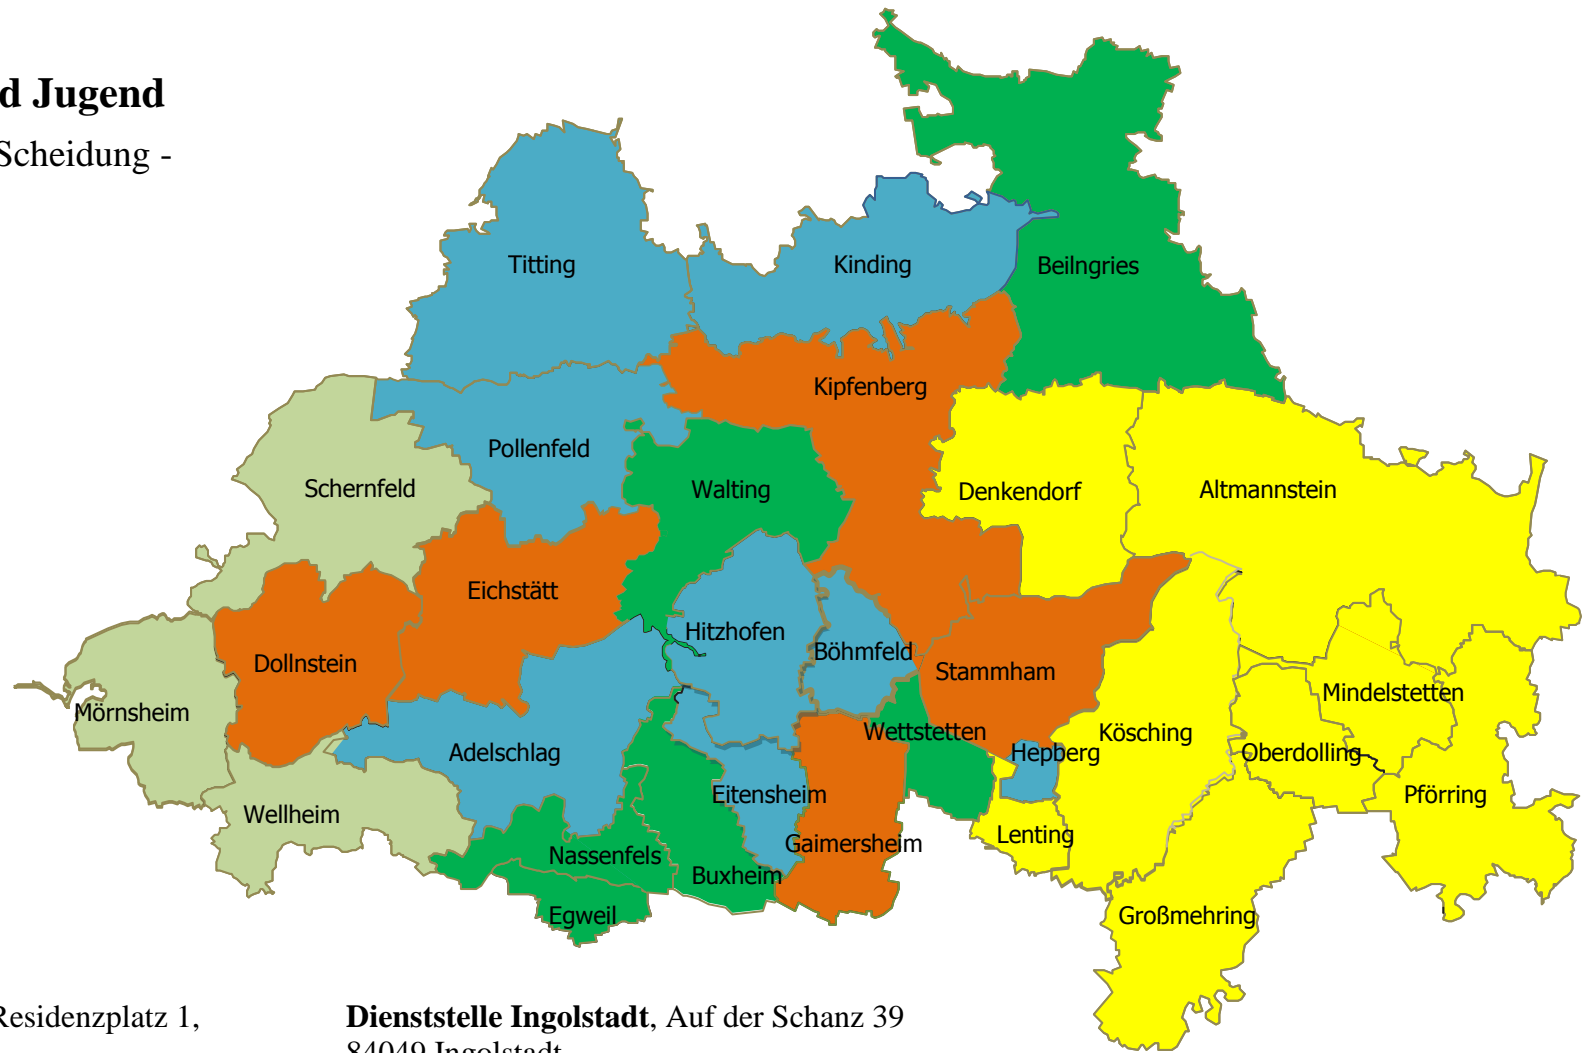 d Jugend
Scheidung -
Titting
Kinding
Beilngries
Kipfenberg
Pollenfeld
Schernfeld
Walting
Denkendorf
Altmannstein
Eichstätt
Hitzhofen
Böhmfeld
Dollnstein
Stammham
Mindelstetten
Mörnsheim
Wettstetten
Kösching
Adelschlag
Hepberg
Oberdolling
Eitensheim
Pförring
Wellheim
Lenting
Gaimersheim
Nassenfels
Buxheim
Egweil
Großmehring
Residenzplatz 1,
Dienststelle Ingolstadt, Auf der Schanz 39
84049 Ingolstadt